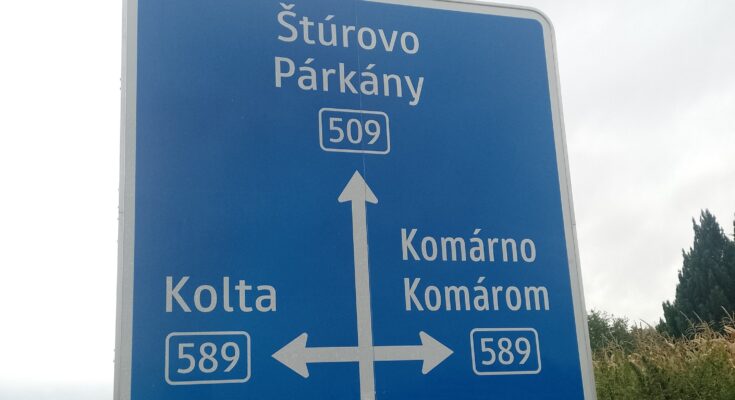 Štúrovo
Párkány
509
Komárno
Komárom
589
Kolta
589